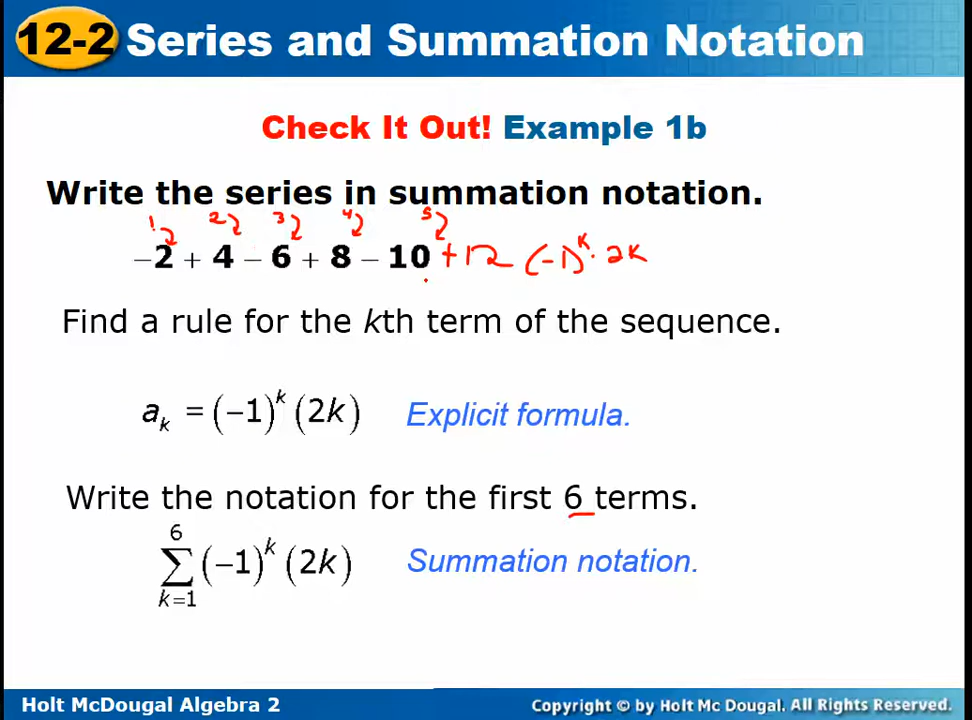 12-2 Series and Summation Notation
Check It Out! Example 1b
Write the series in summation notation.
1 2 3 4 5
−2 + 4 − 6 + 8 − 10 + 12 (−1)^k · 2k
Find a rule for the kth term of the sequence.
a_k = (−1)^k (2k) Explicit formula.
Write the notation for the first 6 terms.
6
∑ (−1)^k (2k) Summation notation.
k=1
Holt McDougal Algebra 2 Copyright © by Holt Mc Dougal. All Rights Reserved.